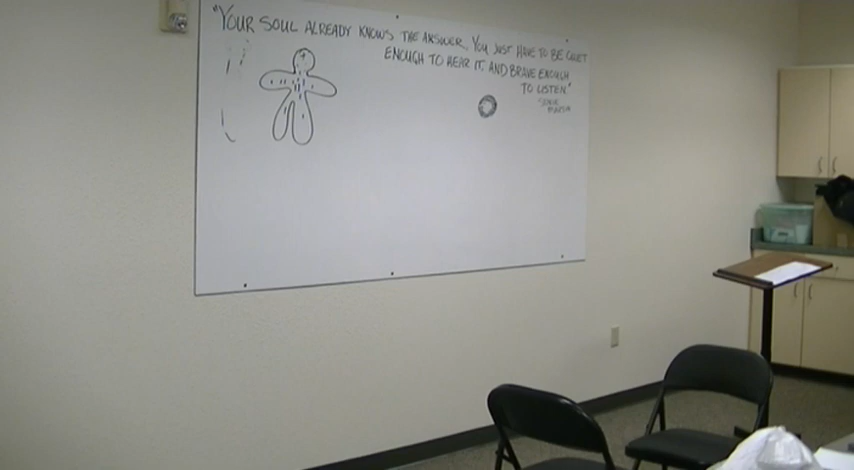 "YOUR SOUL ALREADY KNOWS THE ANSWER. YOU JUST HAVE TO BE QUIET
ENOUGH TO HEAR IT. AND BRAVE ENOUGH
TO LISTEN."